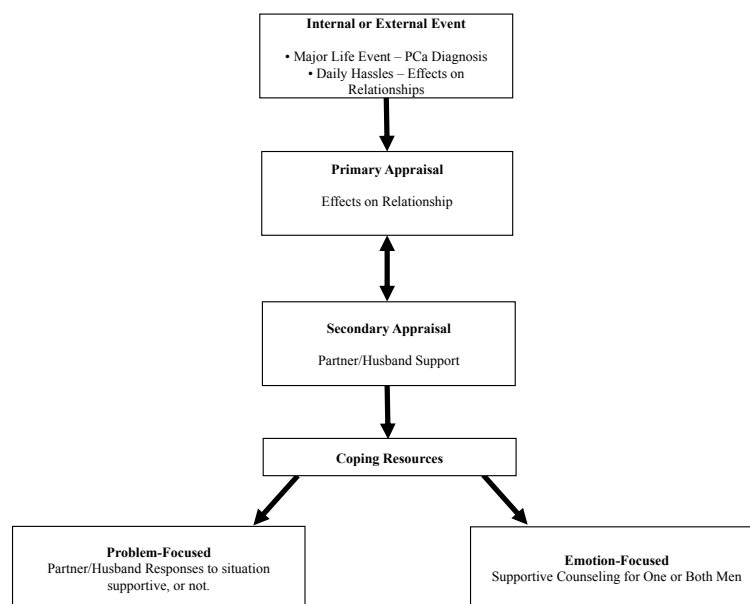 Internal or External Event
• Major Life Event – PCa Diagnosis
• Daily Hassles – Effects on
Relationships
Primary Appraisal
Effects on Relationship
Secondary Appraisal
Partner/Husband Support
Coping Resources
Problem-Focused
Partner/Husband Responses to situation
supportive, or not.
Emotion-Focused
Supportive Counseling for One or Both Men